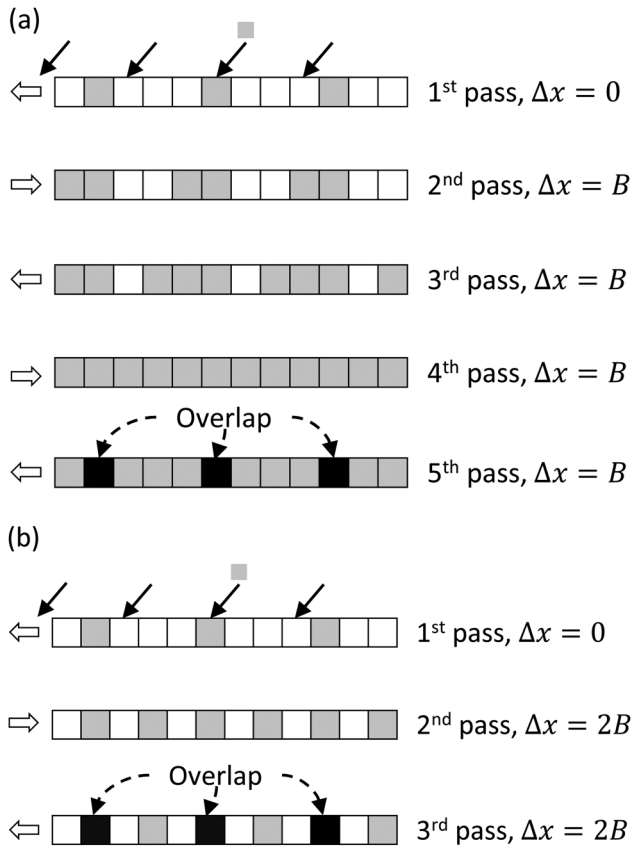 (a)
1st pass, Δx = 0
2nd pass, Δx = B
3rd pass, Δx = B
4th pass, Δx = B
Overlap
5th pass, Δx = B
(b)
1st pass, Δx = 0
2nd pass, Δx = 2B
Overlap
3rd pass, Δx = 2B